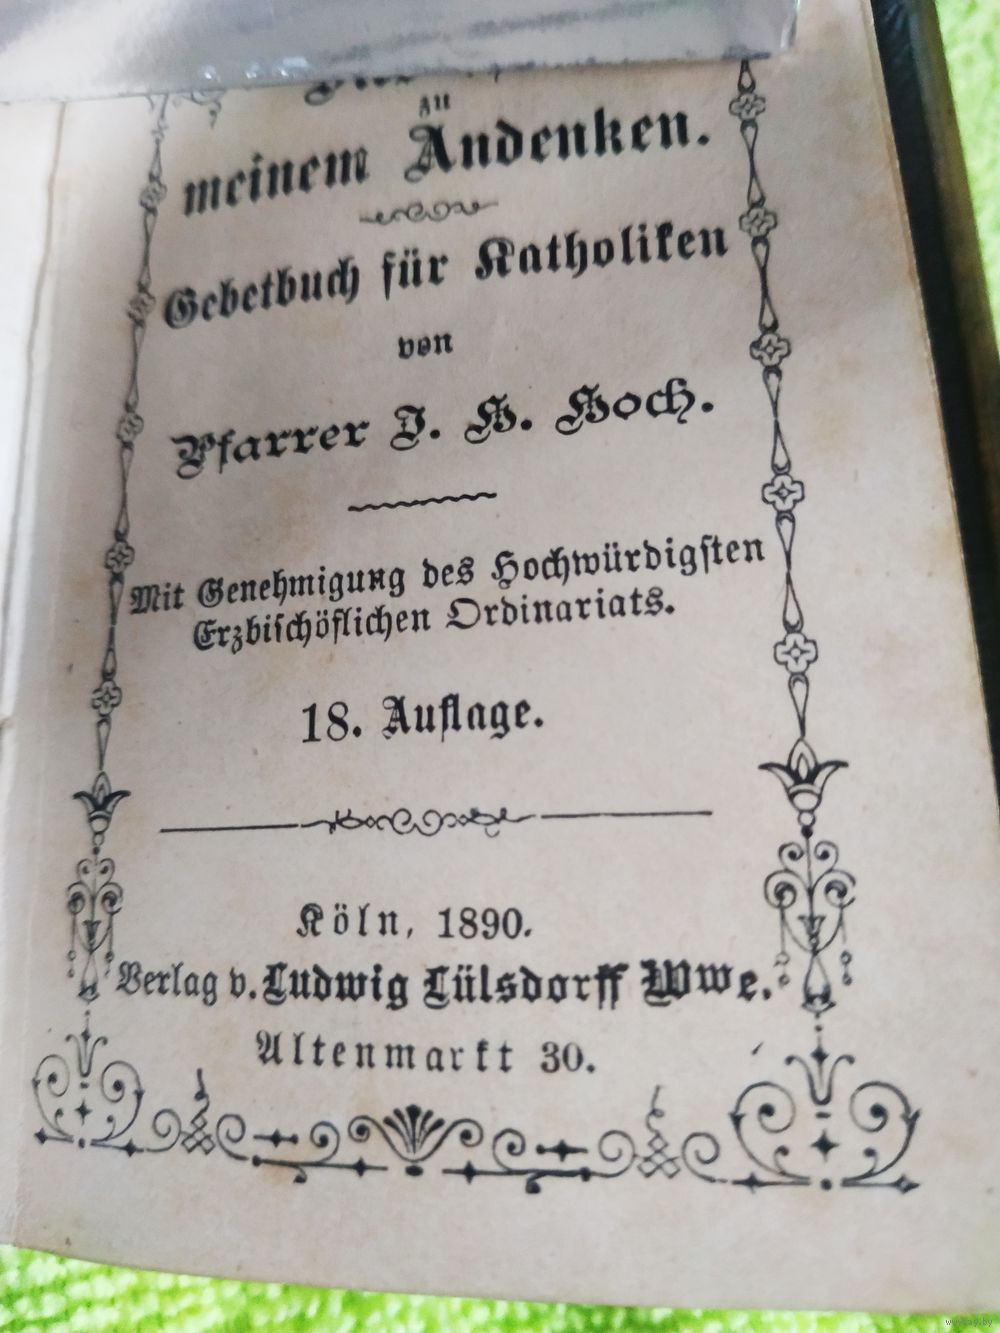 zu
meinem Andenken.
Gebetbuch für Katholiken
von
Pfarrer J. H. Hoch.
Mit Genehmigung des Hochwürdigsten
Erzbischöflichen Ordinariats.
18. Auflage.
Köln, 1890.
Verlag v. Ludwig Lülsdorff Wwe.
Altenmarkt 30.